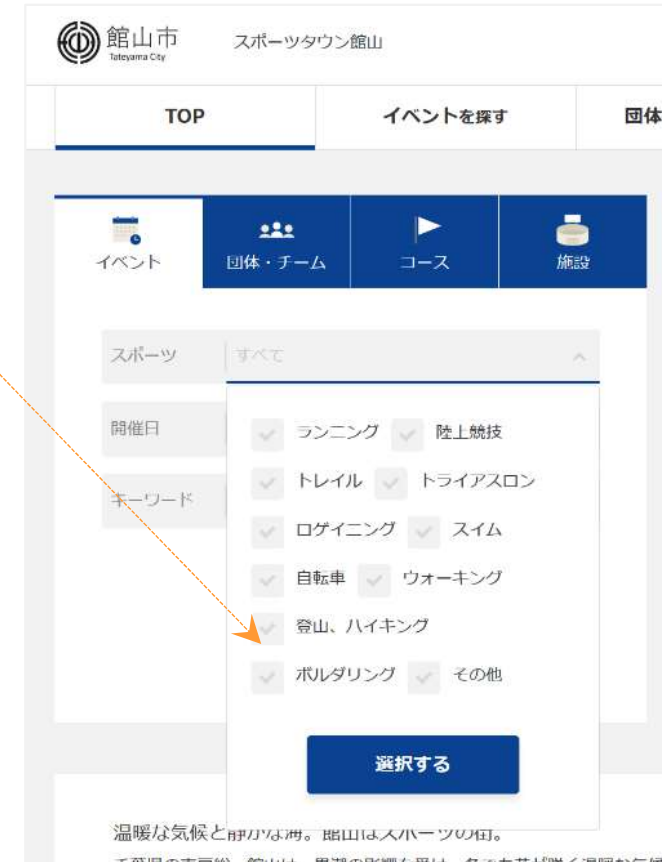 館山市 スポーツタウン館山
Tateyama City
TOP イベントを探す 団体
イベント 団体・チーム コース 施設
スポーツ すべて
開催日
キーワード
ランニング 陸上競技
トレイル トライアスロン
ロゲイニング スイム
自転車 ウォーキング
登山、ハイキング
ボルダリング その他
選択する
温暖な気候と静かな海。館山はスポーツの街。